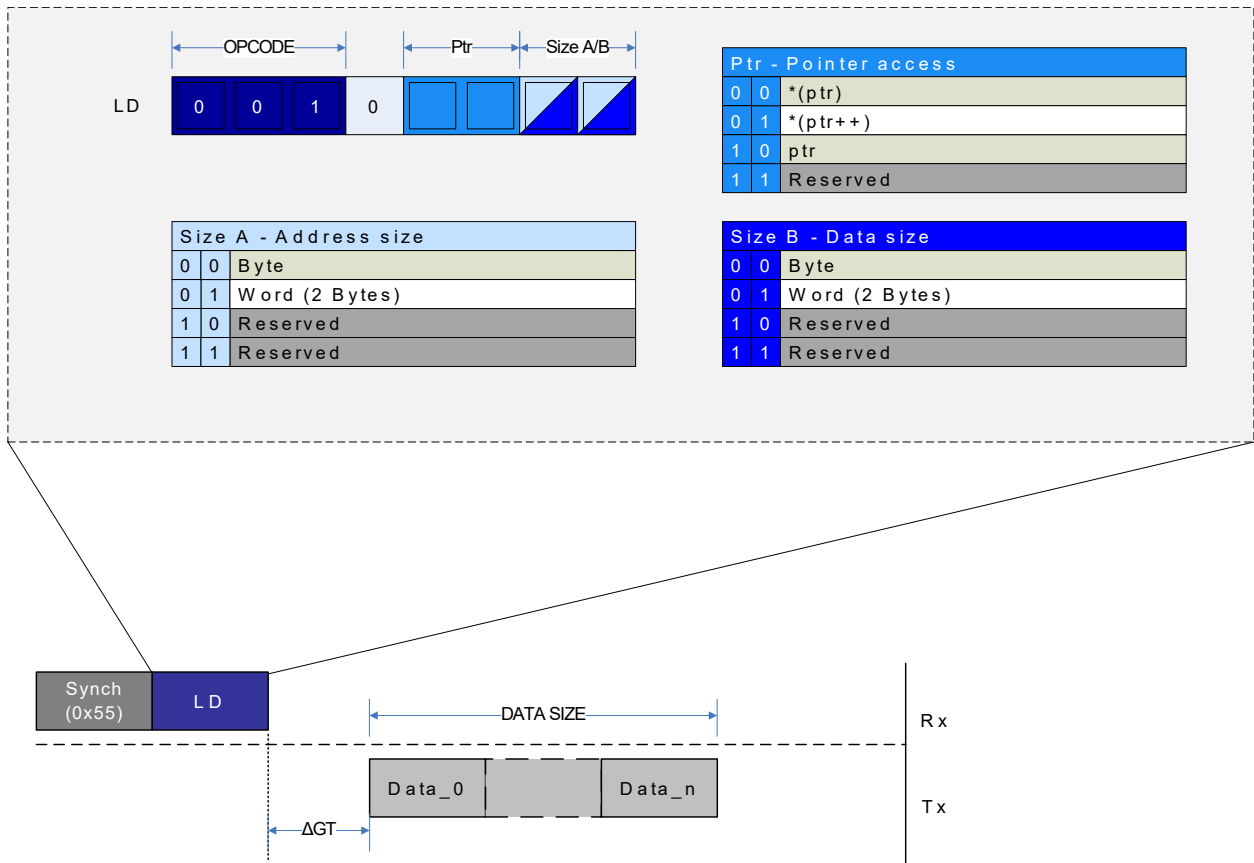 OPCODE Ptr Size A/B
LD 0 0 1 0
Ptr - Pointer access
0 0 *(ptr)
0 1 *(ptr++)
1 0 ptr
1 1 Reserved
Size A - Address size
0 0 Byte
0 1 Word (2 Bytes)
1 0 Reserved
1 1 Reserved
Size B - Data size
0 0 Byte
0 1 Word (2 Bytes)
1 0 Reserved
1 1 Reserved
Synch
(0x55)
LD
DATA SIZE
Rx
Data_0 Data_n
Tx
ΔGT